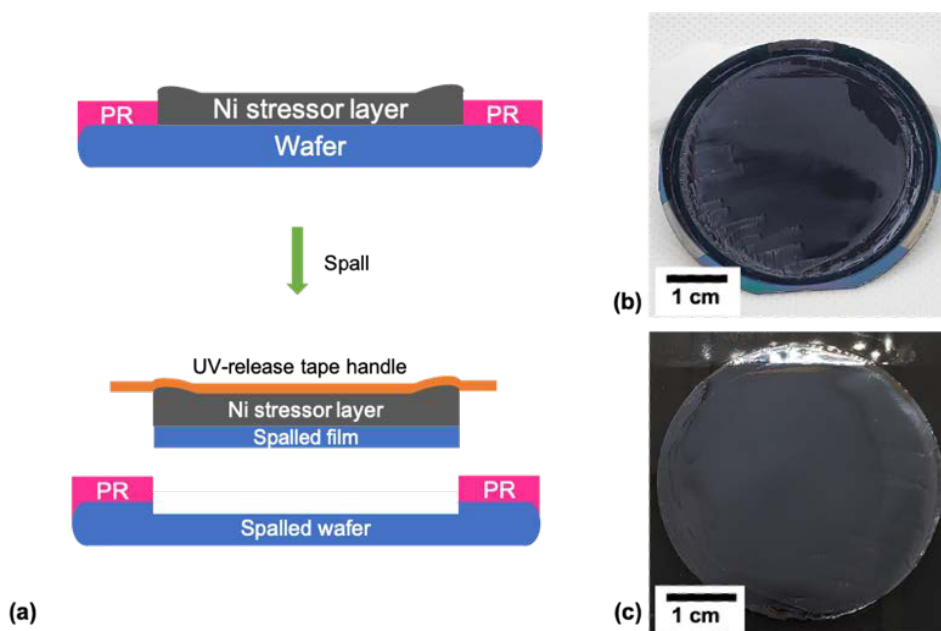 PR
Ni stressor layer
PR
Wafer
Spall
UV-release tape handle
Ni stressor layer
Spalled film
PR
PR
Spalled wafer
(a)
1 cm
(b)
1 cm
(c)